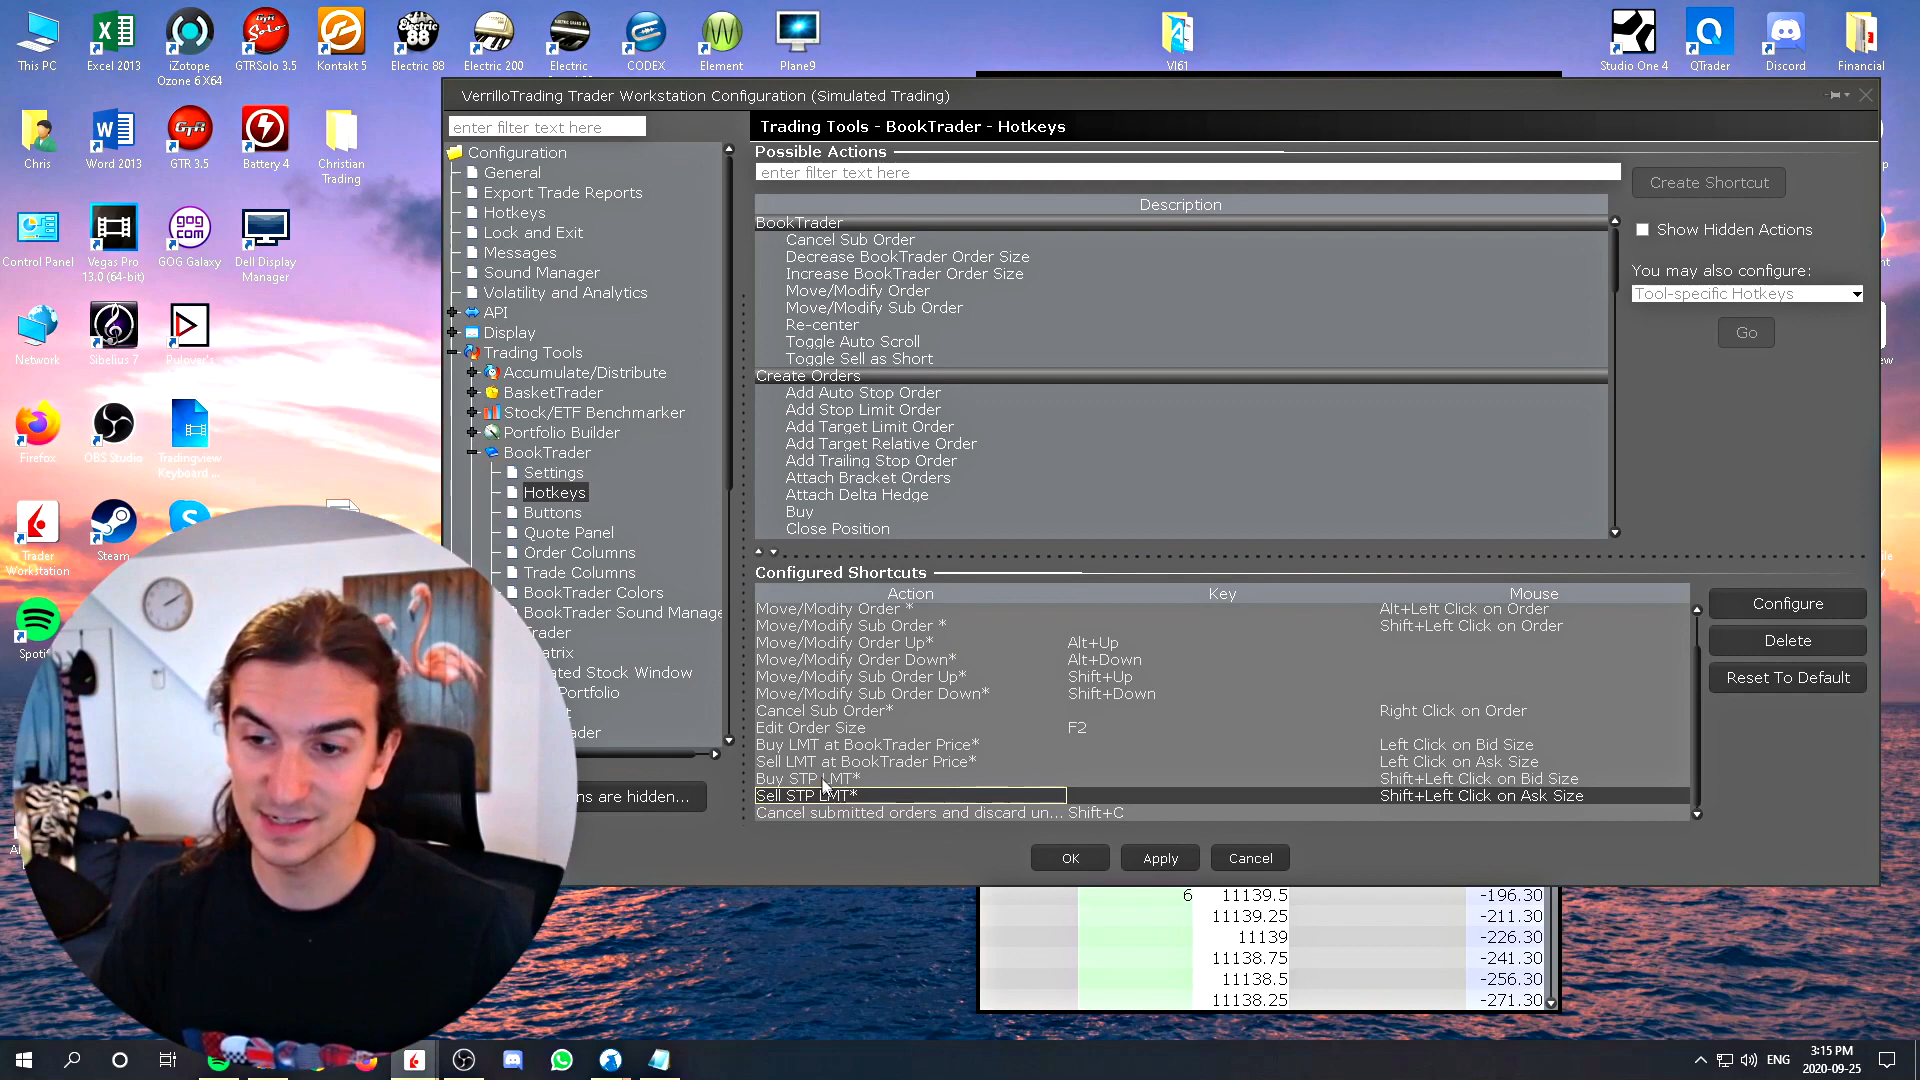 This PC
Excel 2013
iZotope
Ozone 6 X64
GTRSolo 3.5
Kontakt 5
Electric 88
Electric 200
Electric
CODEX
Element
Plane9
VI61
Studio One 4
QTrader
Discord
Financial
Chris
Word 2013
GTR 3.5
Battery 4
Christian
Trading
Control Panel
Vegas Pro
13.0 (64-bit)
GOG Galaxy
Dell Display
Manager
Network
Sibelius 7
Pulover's
Firefox
OBS Studio
Tradingview
Keyboard ...
Trader
Workstation
Steam
Spotif
VerrilloTrading Trader Workstation Configuration (Simulated Trading)
enter filter text here
Configuration
General
Export Trade Reports
Hotkeys
Lock and Exit
Messages
Sound Manager
Volatility and Analytics
API
Display
Trading Tools
Accumulate/Distribute
BasketTrader
Stock/ETF Benchmarker
Portfolio Builder
BookTrader
Settings
Hotkeys
Buttons
Quote Panel
Order Columns
Trade Columns
BookTrader Colors
BookTrader Sound Manage
Trader
atrix
ated Stock Window
Portfolio
t
ader
ns are hidden...
Trading Tools - BookTrader - Hotkeys
Possible Actions
enter filter text here
Description
BookTrader
Cancel Sub Order
Decrease BookTrader Order Size
Increase BookTrader Order Size
Move/Modify Order
Move/Modify Sub Order
Re-center
Toggle Auto Scroll
Toggle Sell as Short
Create Orders
Add Auto Stop Order
Add Stop Limit Order
Add Target Limit Order
Add Target Relative Order
Add Trailing Stop Order
Attach Bracket Orders
Attach Delta Hedge
Buy
Close Position
Create Shortcut
Show Hidden Actions
You may also configure:
Tool-specific Hotkeys
Go
Configured Shortcuts
Action Key Mouse
Move/Modify Order * Alt+Left Click on Order
Move/Modify Sub Order * Shift+Left Click on Order
Move/Modify Order Up* Alt+Up
Move/Modify Order Down* Alt+Down
Move/Modify Sub Order Up* Shift+Up
Move/Modify Sub Order Down* Shift+Down
Cancel Sub Order* Right Click on Order
Edit Order Size F2
Buy LMT at BookTrader Price* Left Click on Bid Size
Sell LMT at BookTrader Price* Left Click on Ask Size
Buy STP LMT* Shift+Left Click on Bid Size
Sell STP LMT* Shift+Left Click on Ask Size
Cancel submitted orders and discard un... Shift+C
Configure
Delete
Reset To Default
OK Apply Cancel
6 11139.5 -196.30
11139.25 -211.30
11139 -226.30
11138.75 -241.30
11138.5 -256.30
11138.25 -271.30
ENG
3:15 PM
2020-09-25